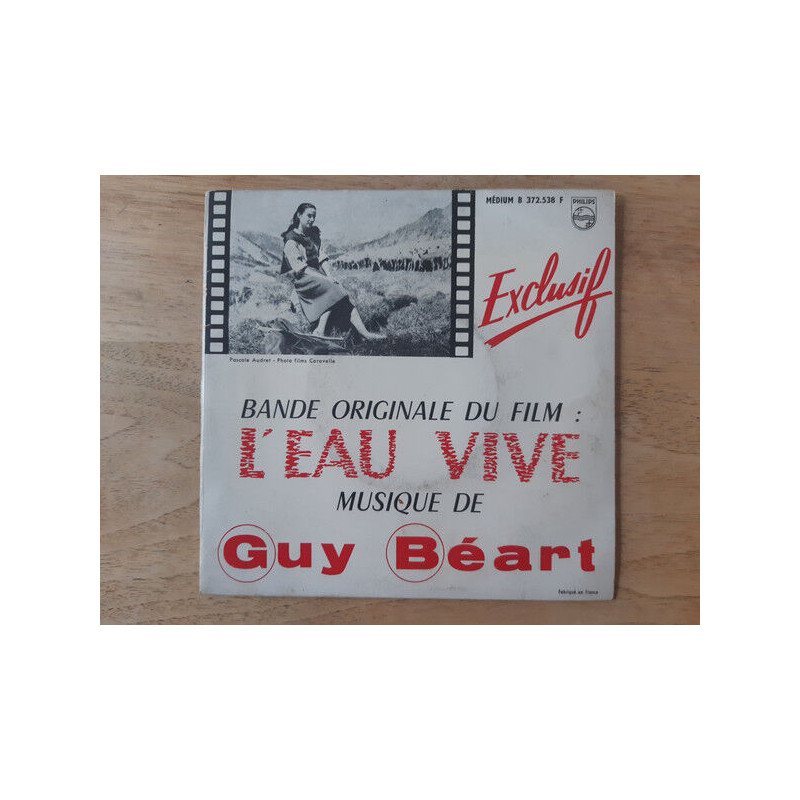 MÉDIUM B 372.538 F
PHILIPS
Exclusif
Pascale Audret - Photo films Caravelle
BANDE ORIGINALE DU FILM :
L'EAU VIVE
MUSIQUE DE
Guy Béart
Fabriqué en France